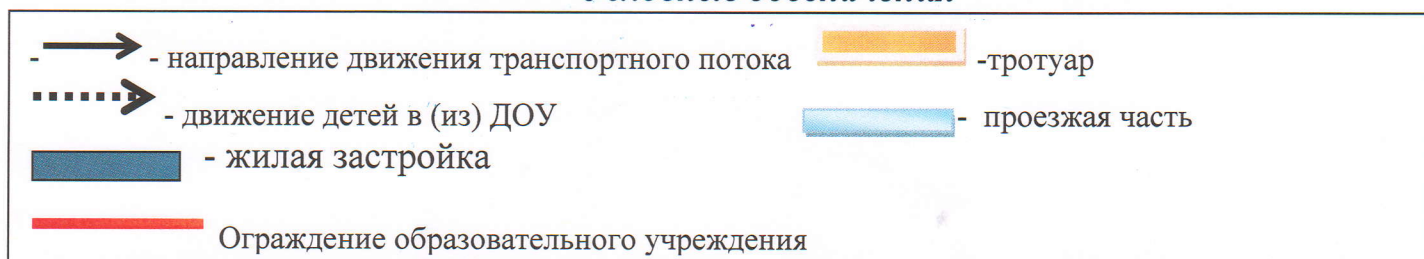 - - направление движения транспортного потока -тротуар
- движение детей в (из) ДОУ - проезжая часть
- жилая застройка
Ограждение образовательного учреждения